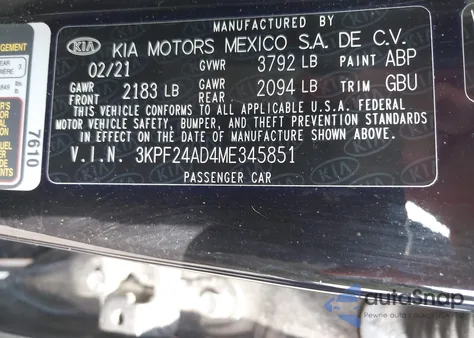 MANUFACTURED BY
KIA KIA MOTORS MEXICO S.A. DE C.V.
02/21 GVWR 3792 LB PAINT ABP
GAWR FRONT 2183 LB GAWR REAR 2094 LB TRIM GBU
THIS VEHICLE CONFORMS TO ALL APPLICABLE U.S.A. FEDERAL
MOTOR VEHICLE SAFETY, BUMPER, AND THEFT PREVENTION STANDARDS
IN EFFECT ON THE DATE OF MANUFACTURE SHOWN ABOVE.
V.I.N. 3KPF24AD4ME345851
PASSENGER CAR
7610
autoSnap